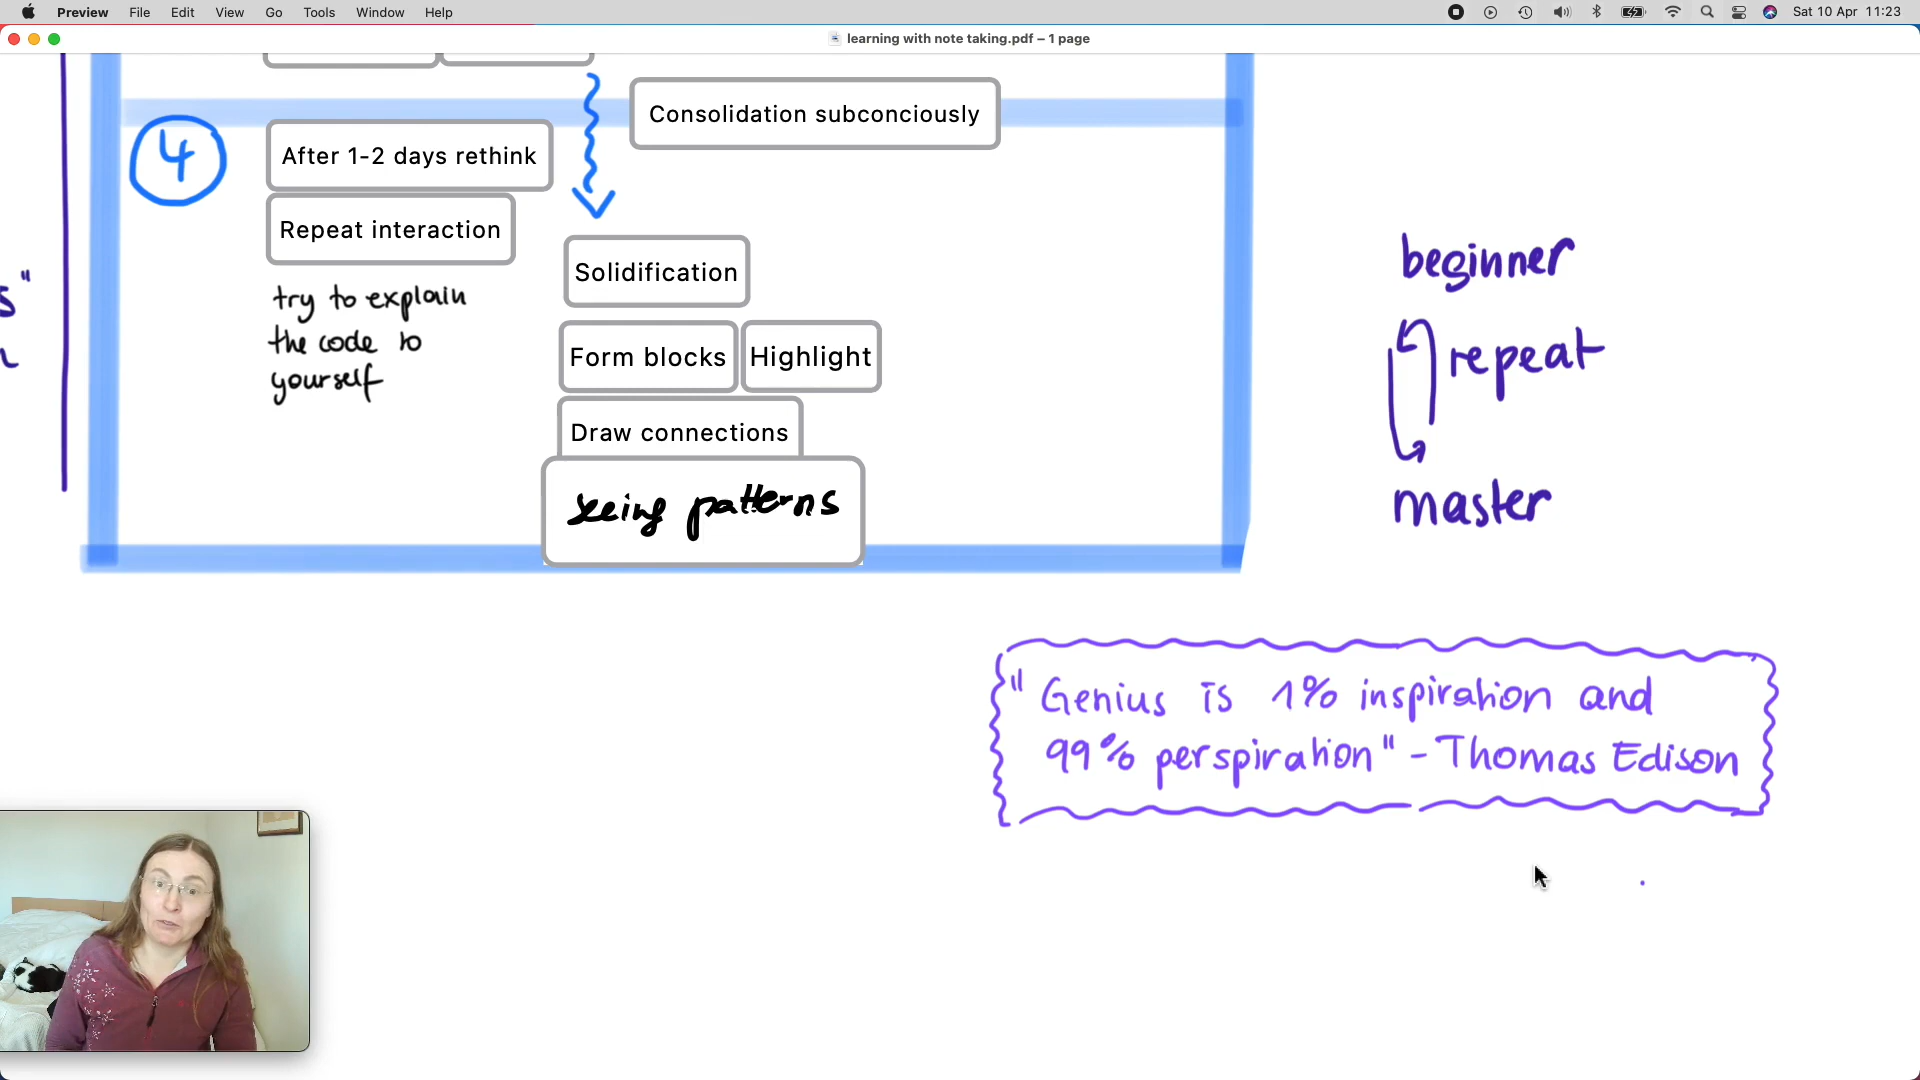 Preview File Edit View Go Tools Window Help
Sat 10 Apr 11:23
learning with note taking.pdf – 1 page
Consolidation subconciously
4
After 1-2 days rethink
Repeat interaction
try to explain
the code to
yourself
Solidification
Form blocks
Highlight
Draw connections
seeing patterns
beginner
repeat
master
"Genius is 1% inspiration and
99% perspiration" - Thomas Edison